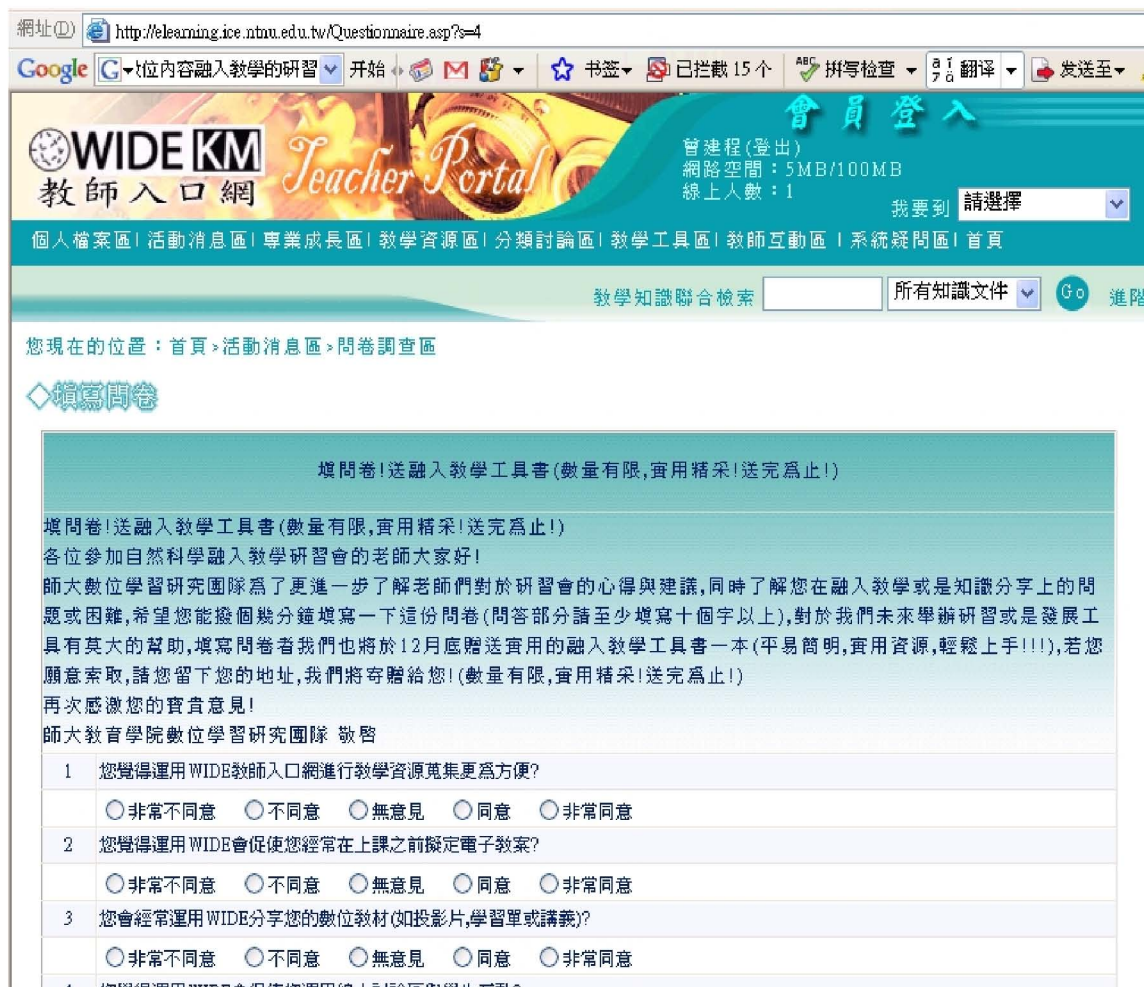 網址(D) http://elearning.ice.ntnu.edu.tw/Questionnaire.asp?s=4
Google 位內容融入教學的研習 开始 书签 已拦截 15 个 拼写检查 翻译 发送至
會員登入
WIDE KM Teacher Portal
教師入口網
曾建程(登出)
網路空間：5MB/100MB
線上人數：1
我要到 請選擇
個人檔案區| 活動消息區| 專業成長區| 教學資源區| 分類討論區| 教學工具區| 教師互動區 | 系統疑問區| 首頁
教學知識聯合檢索 所有知識文件 Go 進階
您現在的位置：首頁>活動消息區>問卷調查區
◇填寫問卷
填問卷!送融入教學工具書(數量有限,實用精采!送完為止!)
填問卷!送融入教學工具書(數量有限,實用精采!送完為止!)
各位參加自然科學融入教學研習會的老師大家好!
師大數位學習研究團隊為了更進一步了解老師們對於研習會的心得與建議,同時了解您在融入教學或是知識分享上的問
題或困難,希望您能撥個幾分鐘填寫一下這份問卷(問答部分請至少填寫十個字以上),對於我們未來舉辦研習或是發展工
具有莫大的幫助,填寫問卷者我們也將於12月底贈送實用的融入教學工具書一本(平易簡明,實用資源,輕鬆上手!!!),若您
願意索取,請您留下您的地址,我們將寄贈給您!(數量有限,實用精采!送完為止!)
再次感激您的寶貴意見!
師大教育學院數位學習研究團隊 敬啓
1 您覺得運用WIDE教師入口網進行教學資源蒐集更為方便?
非常不同意 不同意 無意見 同意 非常同意
2 您覺得運用WIDE會促使您經常在上課之前擬定電子教案?
非常不同意 不同意 無意見 同意 非常同意
3 您會經常運用WIDE分享您的數位教材(如投影片,學習單或講義)?
非常不同意 不同意 無意見 同意 非常同意